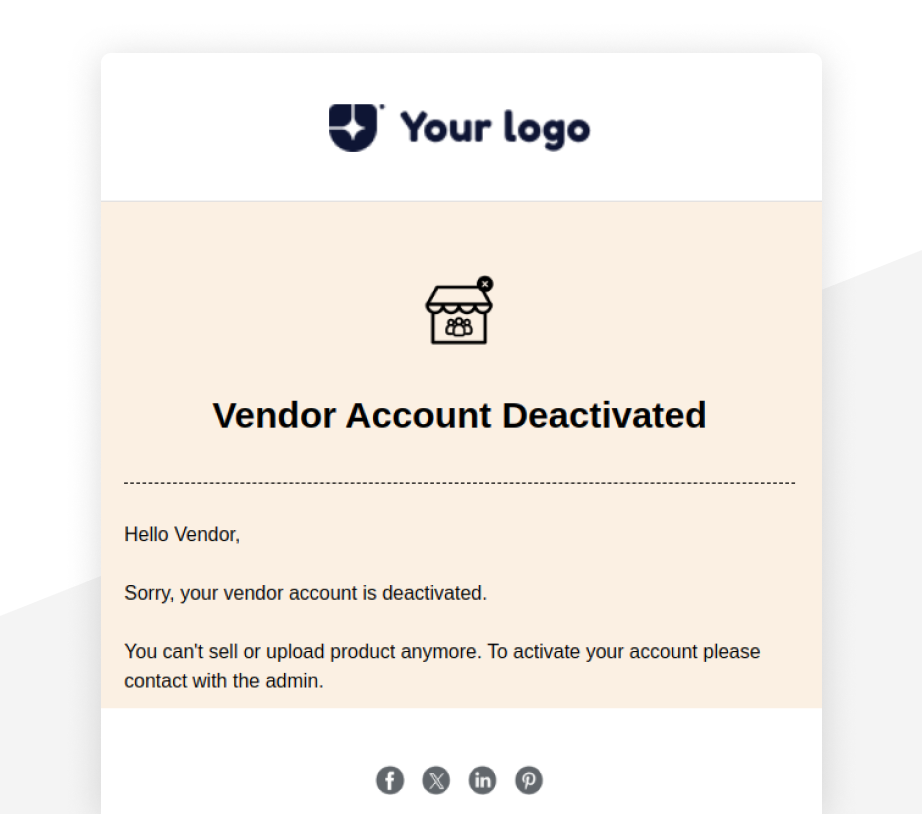 Your logo
Vendor Account Deactivated
Hello Vendor,
Sorry, your vendor account is deactivated.
You can't sell or upload product anymore. To activate your account please
contact with the admin.